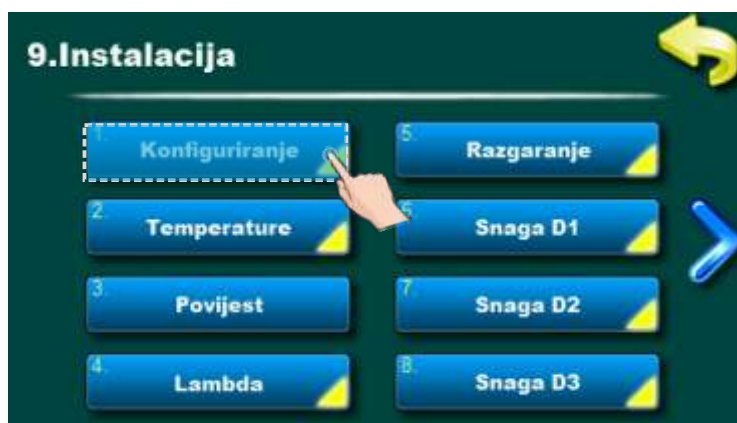 9.Instalacija
1.
Konfiguriranje
2.
Temperature
3.
Povijest
4.
Lambda
5.
Razgaranje
6.
Snaga D1
7.
Snaga D2
8.
Snaga D3